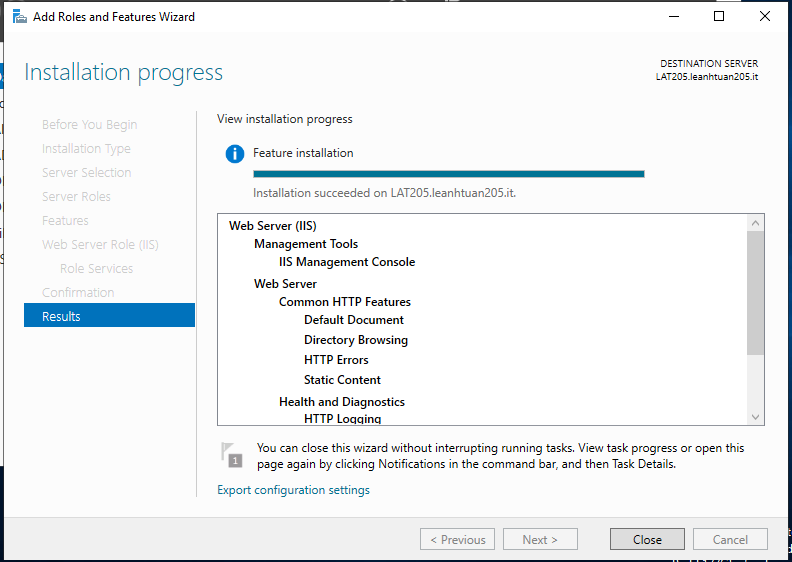 Add Roles and Features Wizard
Installation progress
DESTINATION SERVER
LAT205.leanhtuan205.it
Before You Begin
Installation Type
Server Selection
Server Roles
Features
Web Server Role (IIS)
Role Services
Confirmation
Results
View installation progress
Feature installation
Installation succeeded on LAT205.leanhtuan205.it.
Web Server (IIS)
Management Tools
IIS Management Console
Web Server
Common HTTP Features
Default Document
Directory Browsing
HTTP Errors
Static Content
Health and Diagnostics
HTTP Logging
1
You can close this wizard without interrupting running tasks. View task progress or open this
page again by clicking Notifications in the command bar, and then Task Details.
Export configuration settings
< Previous
Next >
Close
Cancel